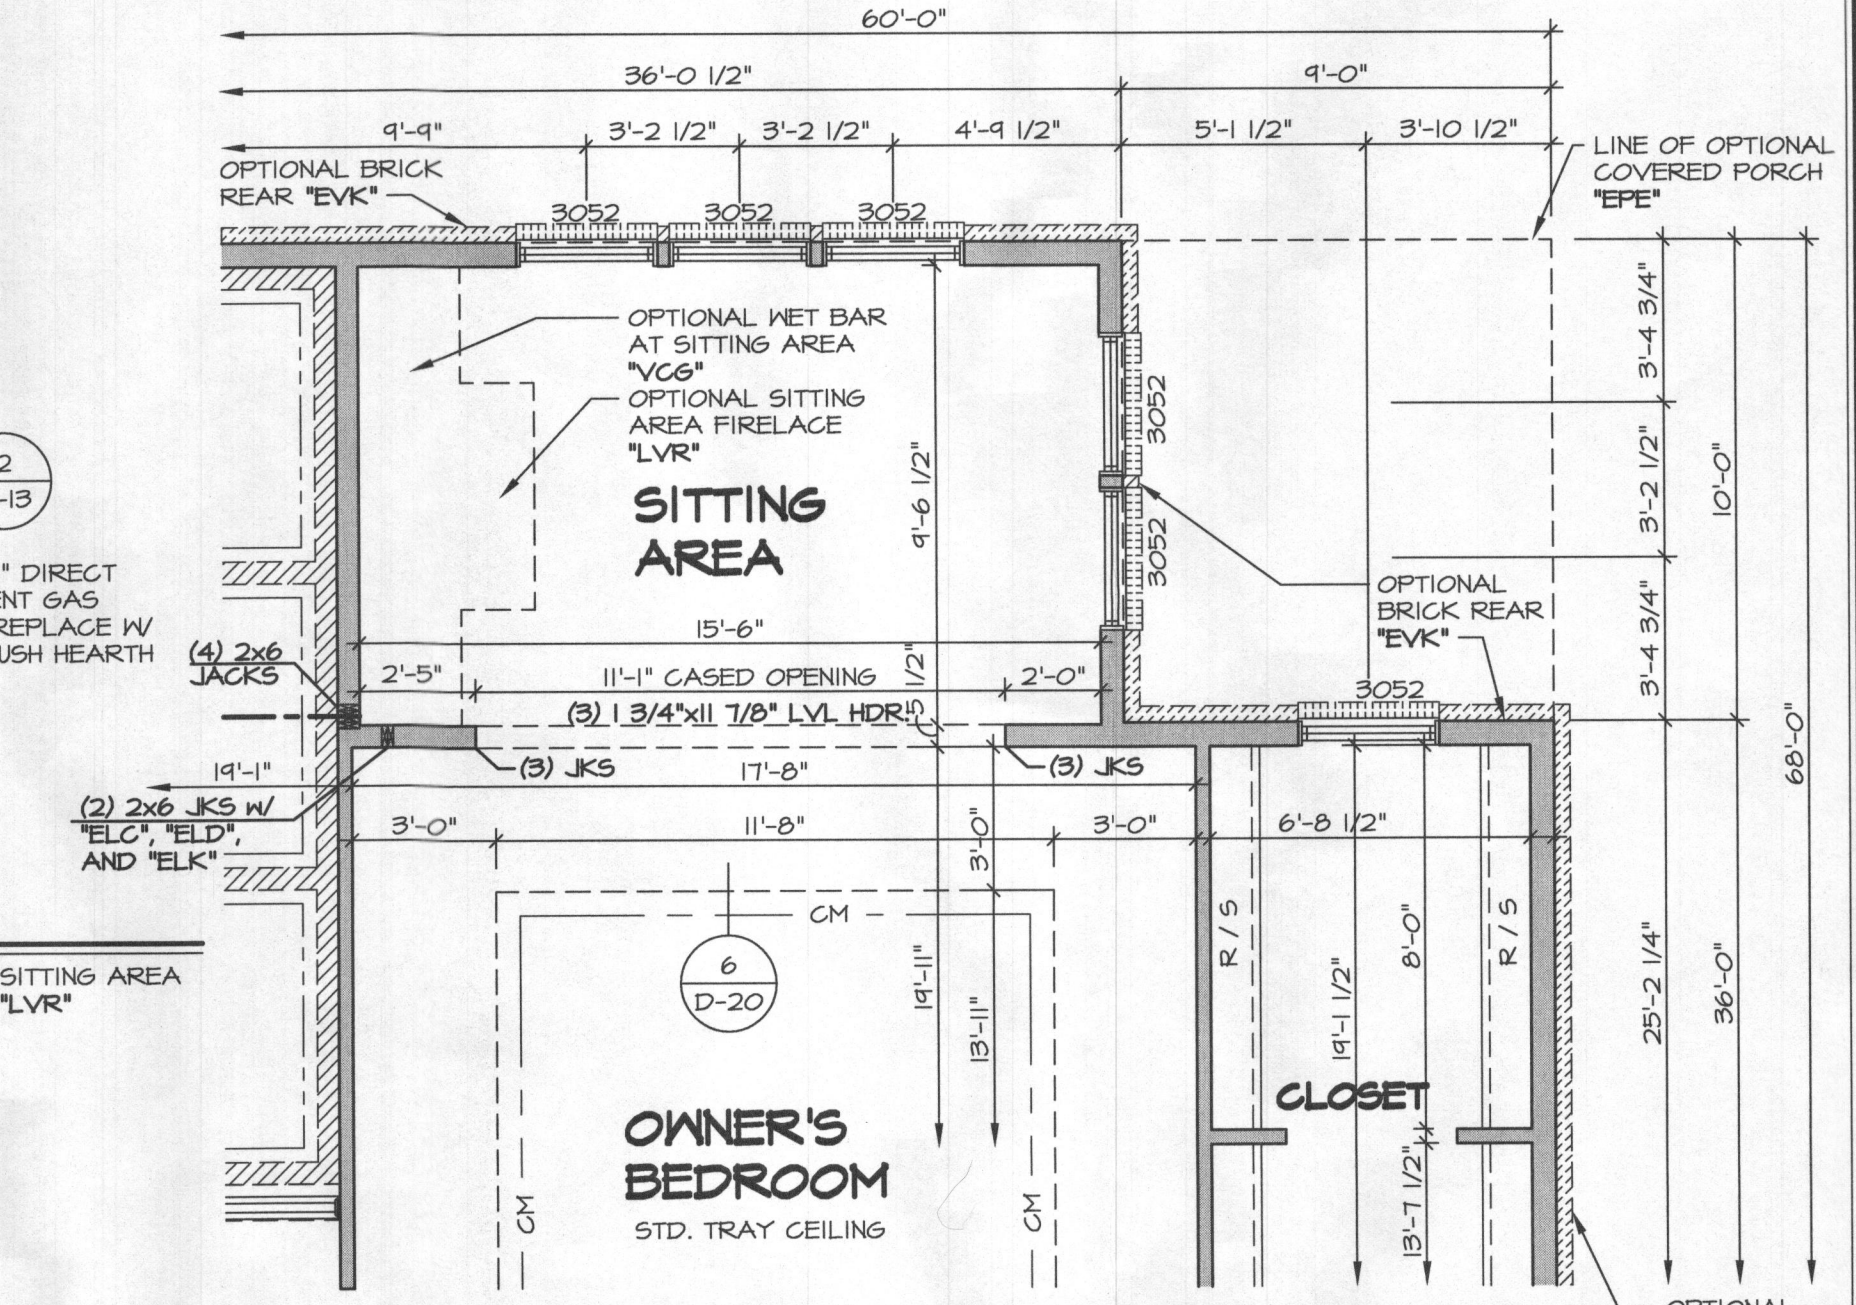 60'-0"
36'-0 1/2"
9'-0"
9'-9"
3'-2 1/2"
3'-2 1/2"
4'-9 1/2"
5'-1 1/2"
3'-10 1/2"
OPTIONAL BRICK
REAR "EVK"
LINE OF OPTIONAL
COVERED PORCH
"EPE"
3052
3052
3052
OPTIONAL WET BAR
AT SITTING AREA
"VCG"
OPTIONAL SITTING
AREA FIRELACE
"LVR"
SITTING
AREA
9'-6 1/2"
3052
3052
3'-4 3/4"
3'-2 1/2"
10'-0"
3'-4 3/4"
68'-0"
OPTIONAL
BRICK REAR
"EVK"
3052
2
-13
" DIRECT
ENT GAS
REPLACE W/
USH HEARTH
(4) 2x6
JACKS
15'-6"
2'-5"
11'-1" CASED OPENING
2'-0"
(3) 1 3/4"x11 7/8" LVL HDR.
5 1/2"
(3) JKS
(3) JKS
19'-1"
17'-8"
(2) 2x6 JKS W/
"ELC", "ELD",
AND "ELK"
3'-0"
11'-8"
3'-0"
3'-0"
6'-8 1/2"
CM
6
D-20
R / S
8'-0"
R / S
SITTING AREA
"LVR"
19'-11"
13'-11"
19'-1 1/2"
25'-2 1/4"
36'-0"
CLOSET
OWNER'S
BEDROOM
STD. TRAY CEILING
CM
CM
13'-7 1/2"
OPTIONAL